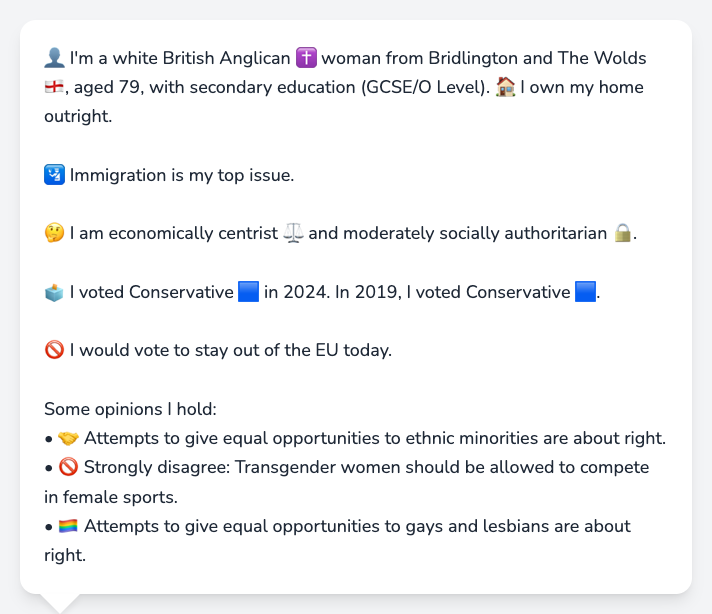 👤 I'm a white British Anglican ✝️ woman from Bridlington and The Wolds
🏴󠁧󠁢󠁥󠁮󠁧󠁿, aged 79, with secondary education (GCSE/O Level). 🏠 I own my home
outright.
🛂 Immigration is my top issue.
🤔 I am economically centrist ⚖️ and moderately socially authoritarian 🔒.
🗳️ I voted Conservative 🟦 in 2024. In 2019, I voted Conservative 🟦.
🚫 I would vote to stay out of the EU today.
Some opinions I hold:
• 🤝 Attempts to give equal opportunities to ethnic minorities are about right.
• 🚫 Strongly disagree: Transgender women should be allowed to compete
in female sports.
• 🏳️‍🌈 Attempts to give equal opportunities to gays and lesbians are about
right.